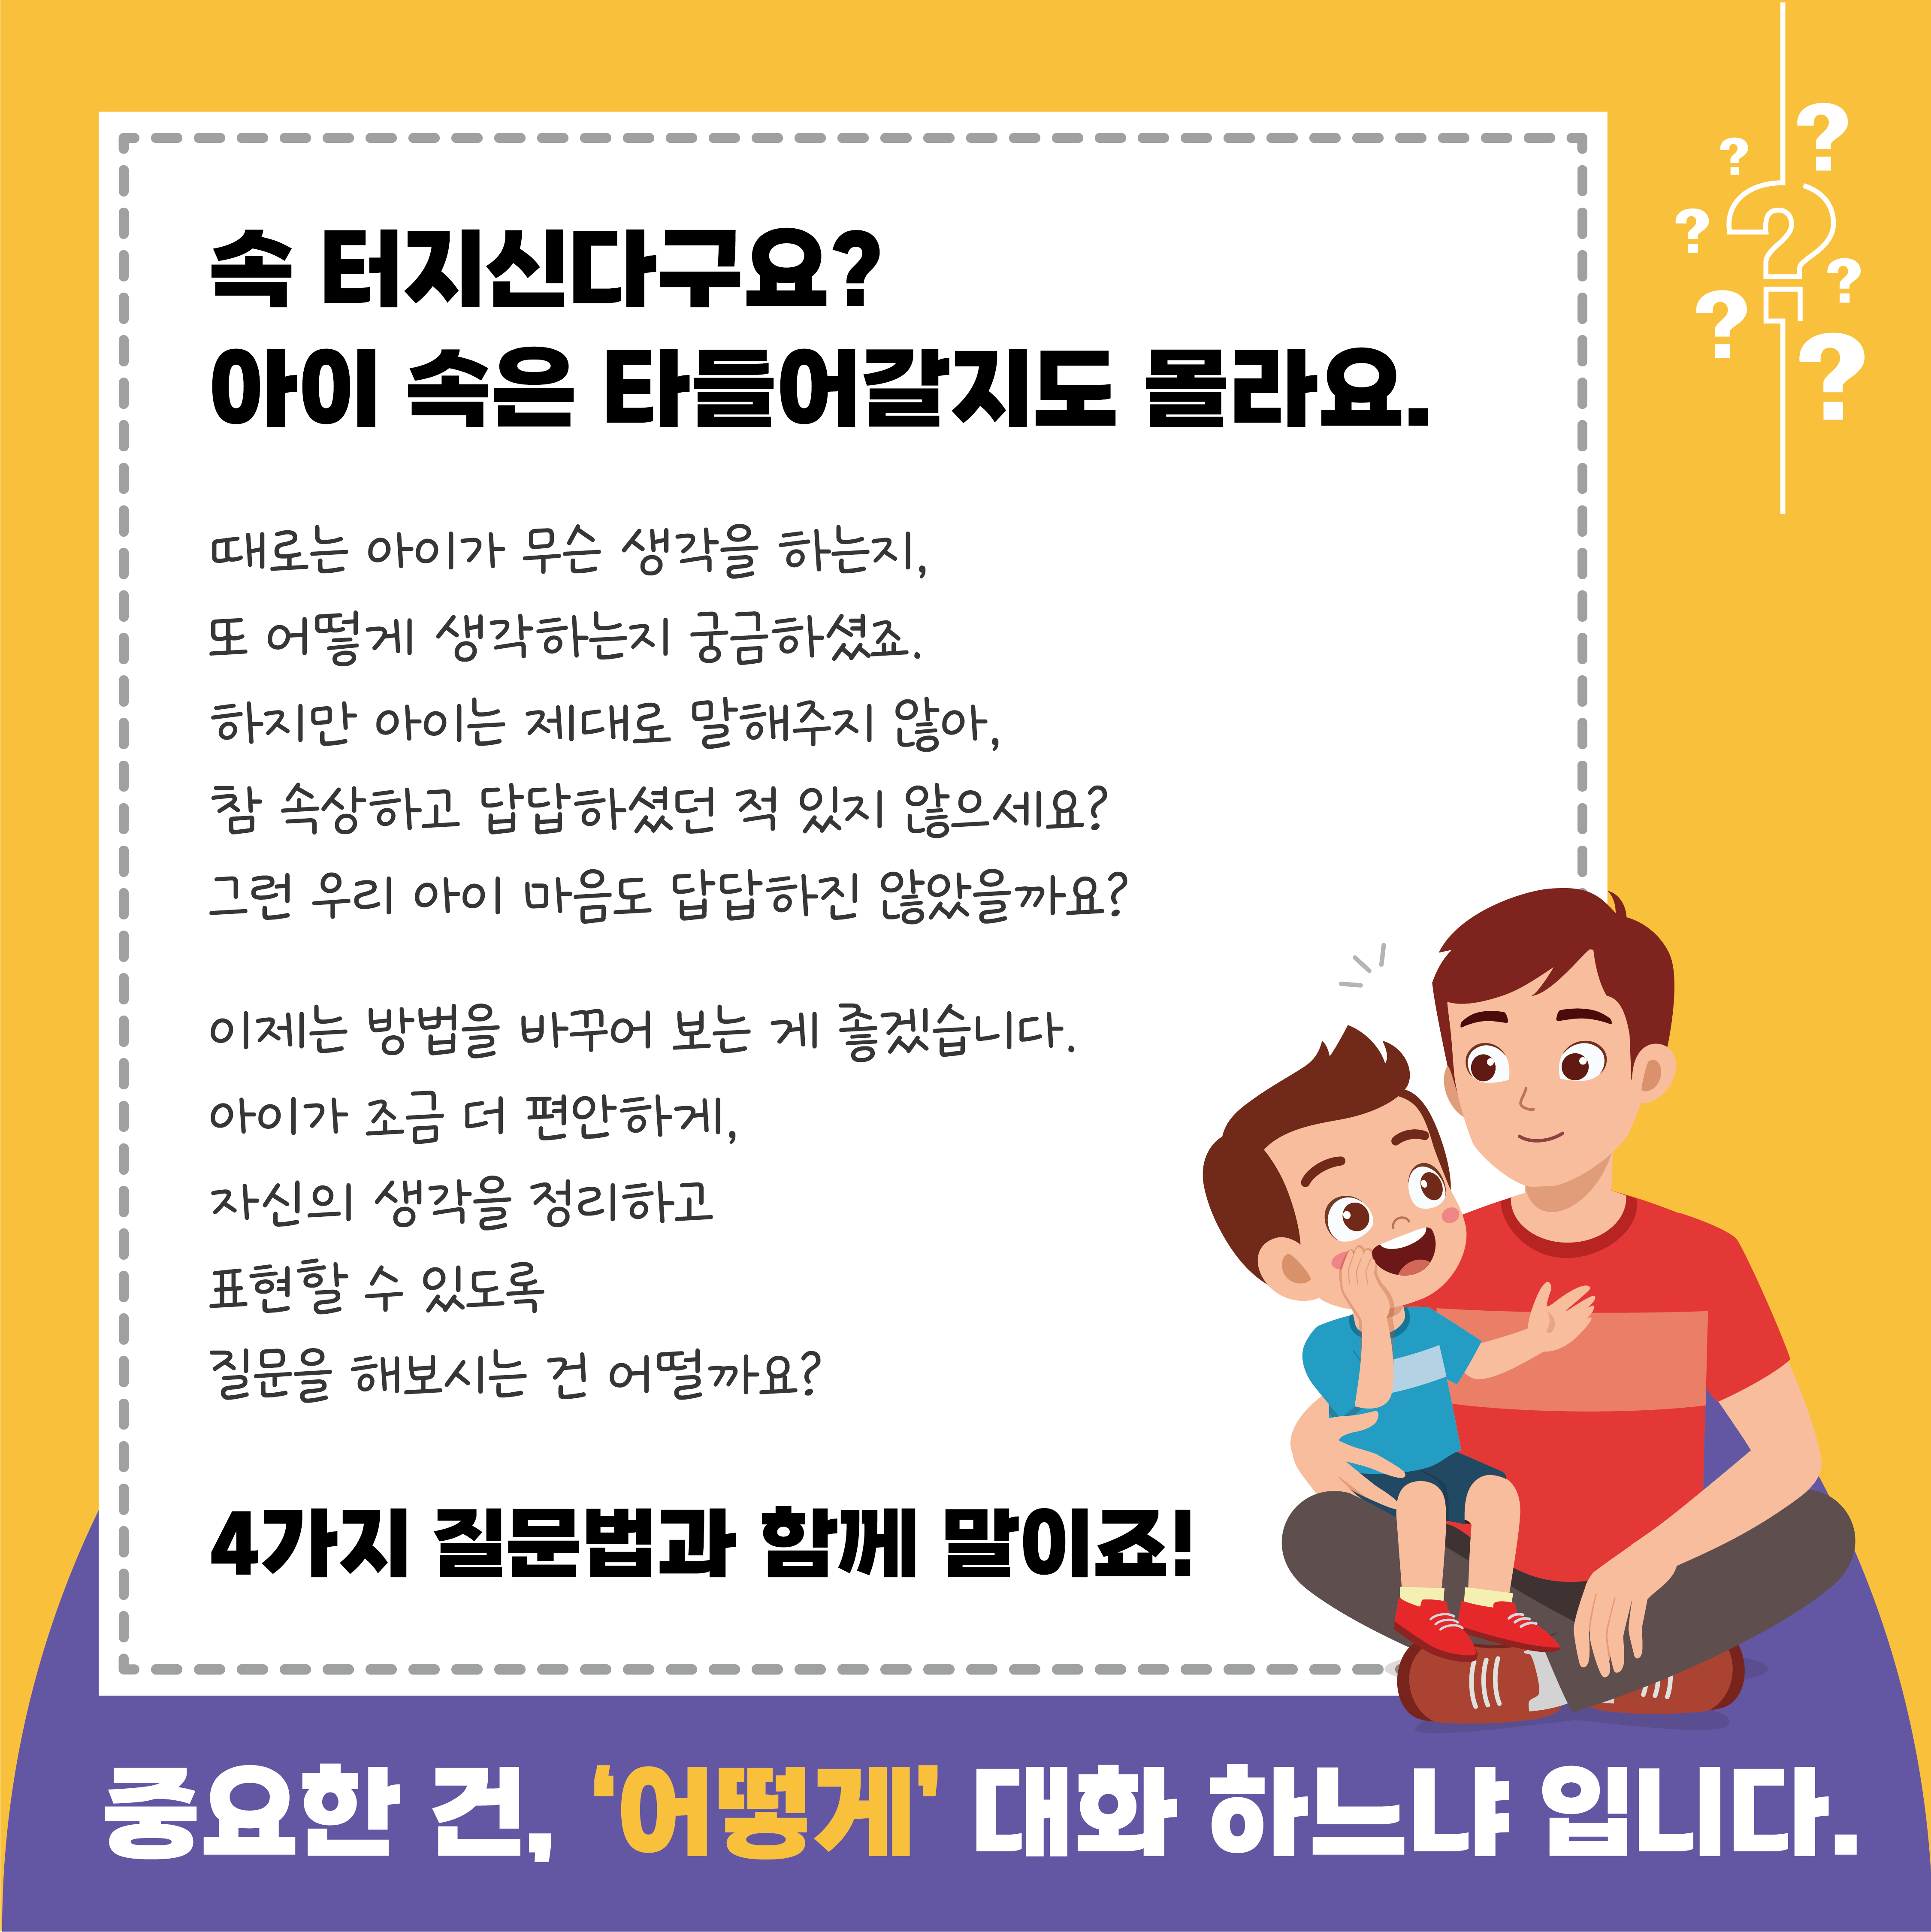 속 터지신다구요?
아이 속은 타들어갈지도 몰라요.
때로는 아이가 무슨 생각을 하는지,
또 어떻게 생각하는지 궁금하셨죠.
하지만 아이는 제대로 말해주지 않아,
참 속상하고 답답하셨던 적 있지 않으세요?
그런 우리 아이 마음도 답답하진 않았을까요?
이제는 방법을 바꾸어 보는 게 좋겠습니다.
아이가 조금 더 편안하게,
자신의 생각을 정리하고
표현할 수 있도록
질문을 해보시는 건 어떨까요?
4가지 질문법과 함께 말이죠!
중요한 건, ‘어떻게’ 대화 하느냐 입니다.
? ? ? ? ? ? ?